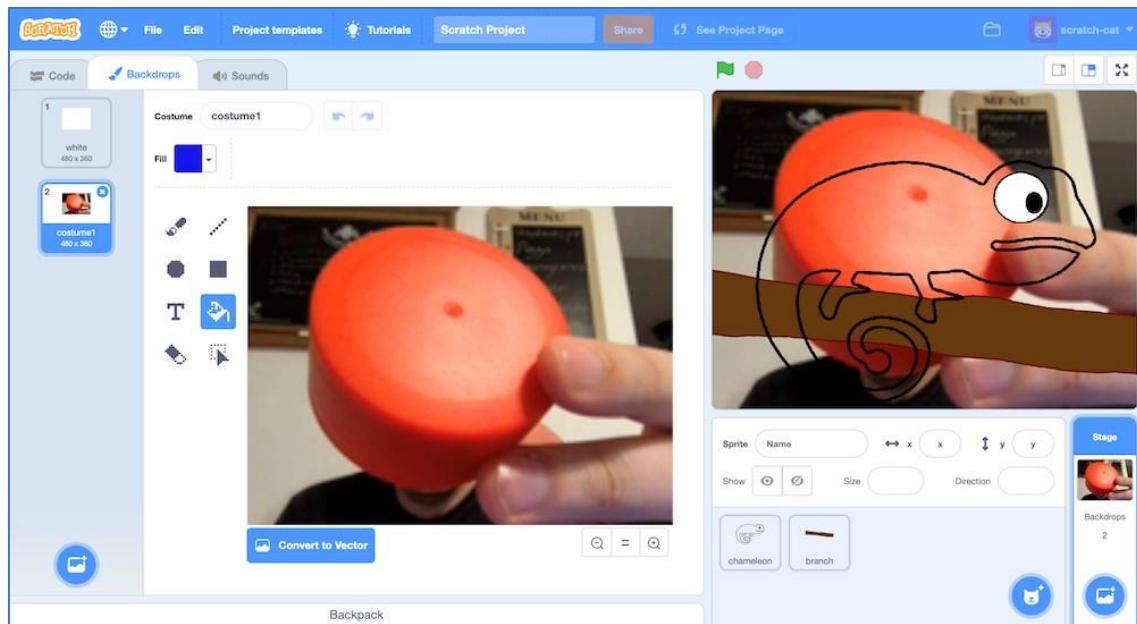 SCRATCH File Edit Project templates Tutorials Scratch Project Share See Project Page scratch-cat
Code Backdrops Sounds
1
white
480 x 360
2
costume1
480 x 360
Costume costume1
Fill
MENU
T
Convert to Vector
Backpack
MENU
Sprite Name x x y y
Show Size Direction
chameleon branch
Stage
Backdrops
2